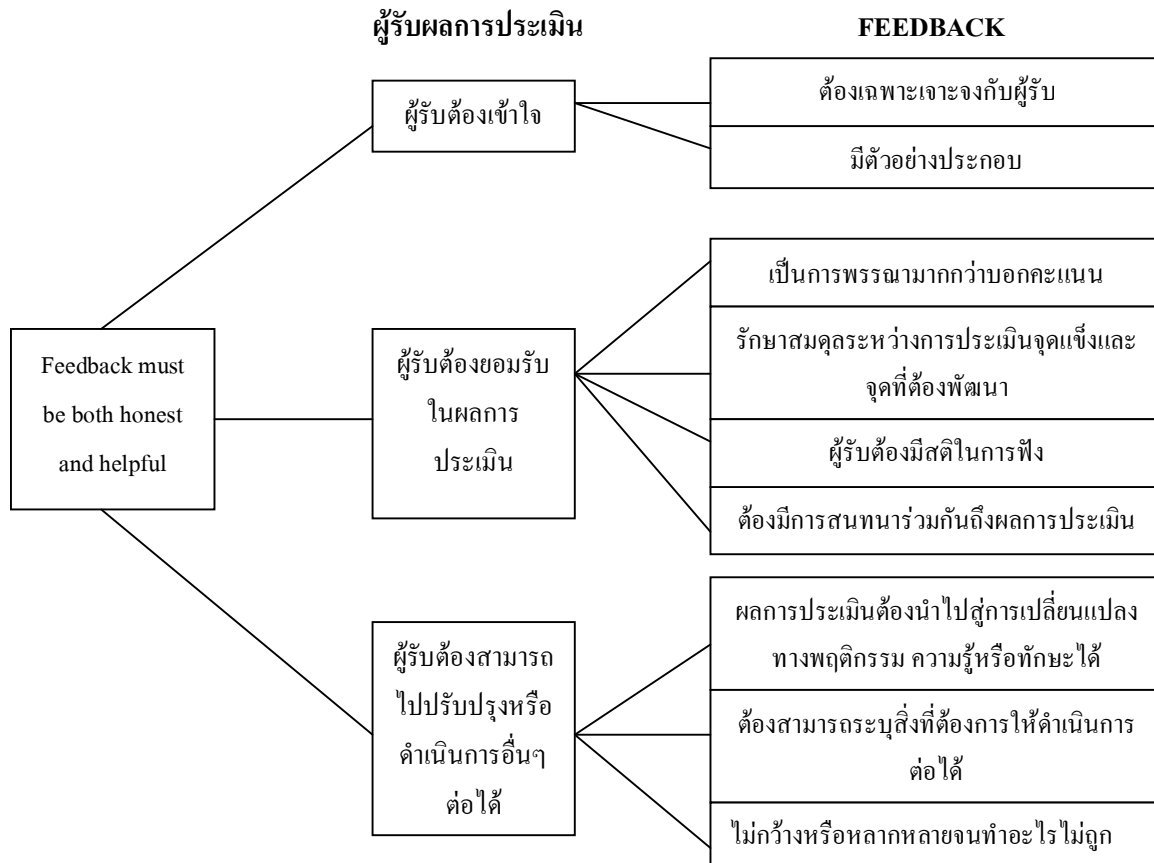 ผู้รับผลการประเมิน
FEEDBACK
ผู้รับต้องเข้าใจ
ต้องเฉพาะเจาะจงกับผู้รับ
มีตัวอย่างประกอบ
Feedback must
be both honest
and helpful
ผู้รับต้องยอมรับ
ในผลการ
ประเมิน
เป็นการพรรณามากกว่าบอกคะแนน
รักษาสมดุลระหว่างการประเมินจุดแข็งและ
จุดที่ต้องพัฒนา
ผู้รับต้องมีสติในการฟัง
ต้องมีการสนทนาร่วมกันถึงผลการประเมิน
ผู้รับต้องสามารถ
ไปปรับปรุงหรือ
ดำเนินการอื่นๆ
ต่อได้
ผลการประเมินต้องนำไปสู่การเปลี่ยนแปลง
ทางพฤติกรรม ความรู้หรือทักษะได้
ต้องสามารถระบุสิ่งที่ต้องการให้ดำเนินการ
ต่อได้
ไม่กว้างหรือหลากหลายจนทำอะไรไม่ถูก